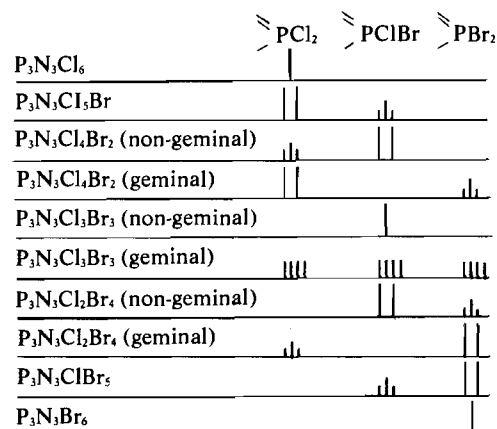 PCl₂ PClBr PBr₂
P₃N₃Cl₆
P₃N₃Cl₅Br
P₃N₃Cl₄Br₂ (non-geminal)
P₃N₃Cl₄Br₂ (geminal)
P₃N₃Cl₃Br₃ (non-geminal)
P₃N₃Cl₃Br₃ (geminal)
P₃N₃Cl₂Br₄ (non-geminal)
P₃N₃Cl₂Br₄ (geminal)
P₃N₃ClBr₅
P₃N₃Br₆